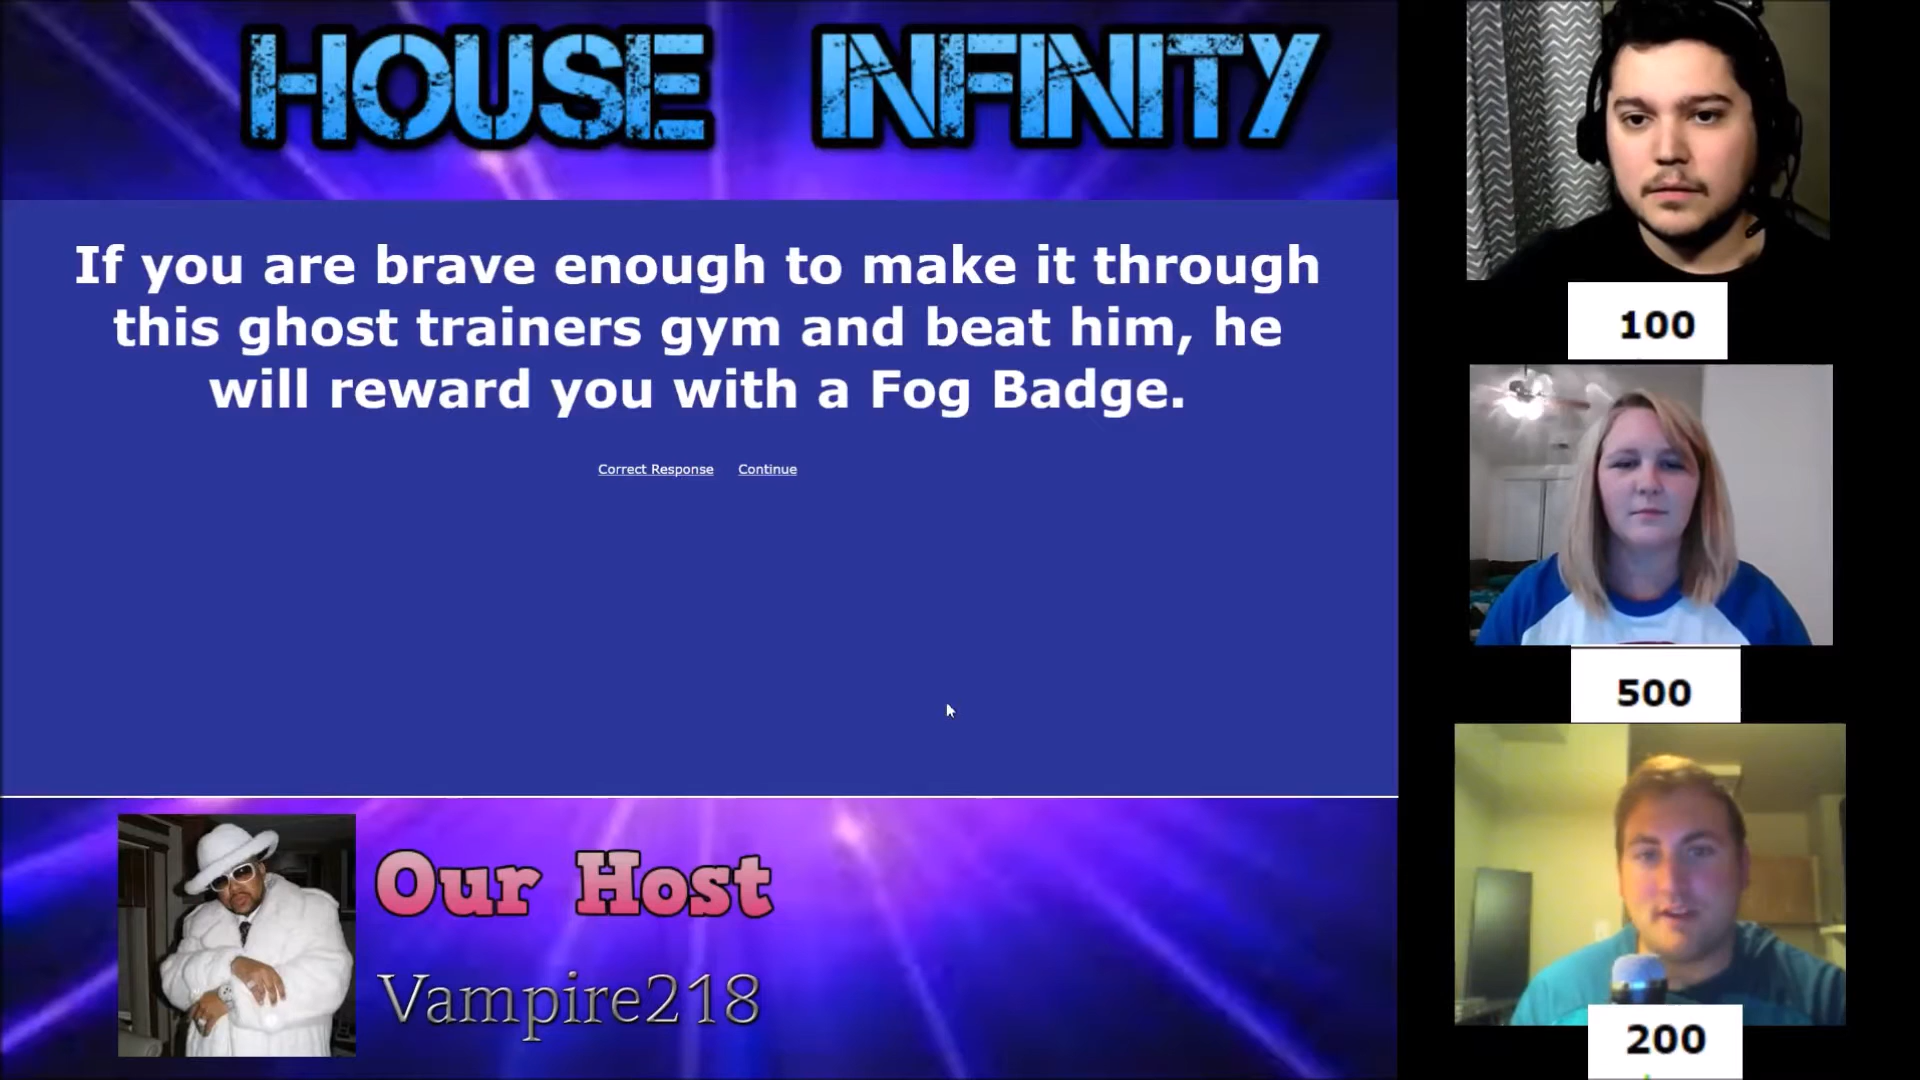 HOUSE INFINITY
If you are brave enough to make it through
this ghost trainers gym and beat him, he
will reward you with a Fog Badge.
Correct Response Continue
100
500
Our Host
Vampire218
200